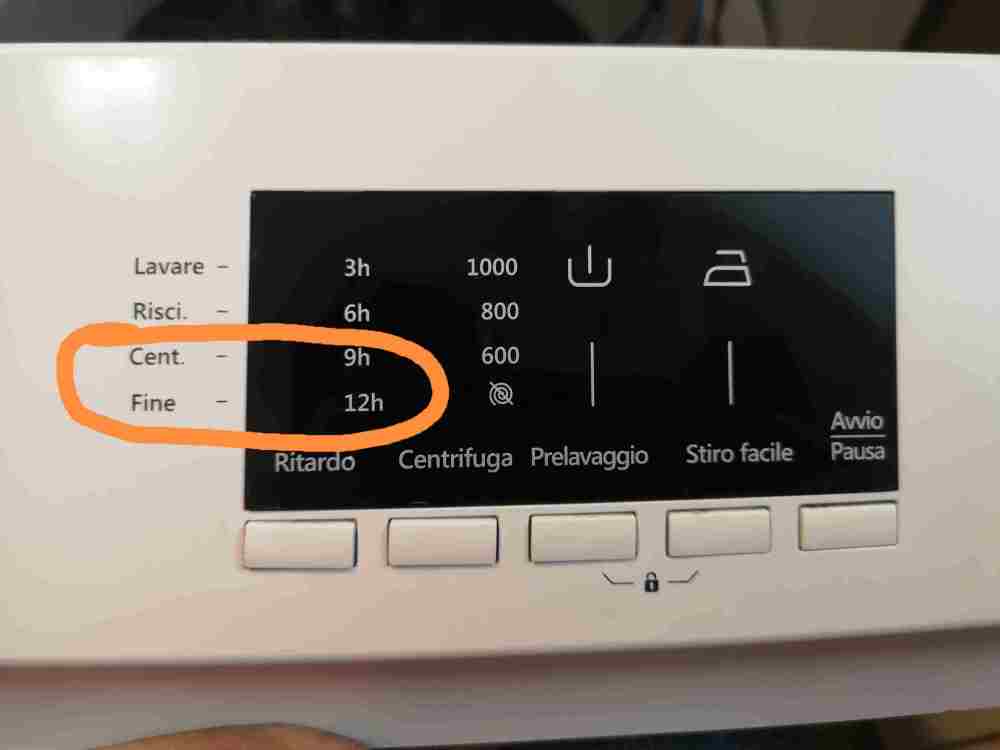 Lavare - 3h 1000
Risci. - 6h 800
Cent. - 9h 600
Fine - 12h
Ritardo Centrifuga Prelavaggio Stiro facile Avvio
Pausa